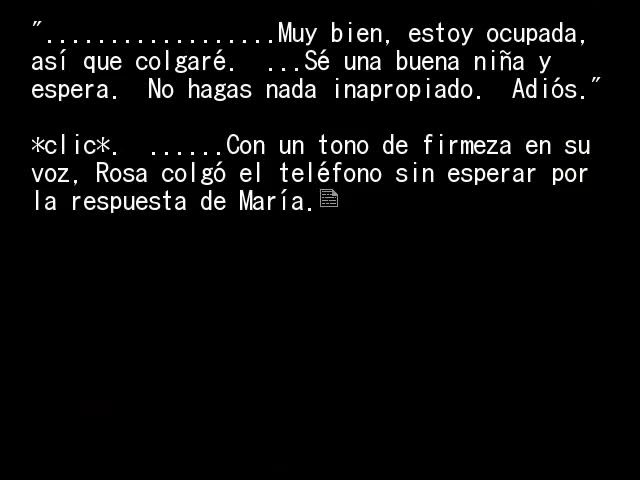 "..................Muy bien, estoy ocupada,
así que colgaré.  ...Sé una buena niña y
espera.  No hagas nada inapropiado.  Adiós."
*clic*.  ......Con un tono de firmeza en su
voz, Rosa colgó el teléfono sin esperar por
la respuesta de María.